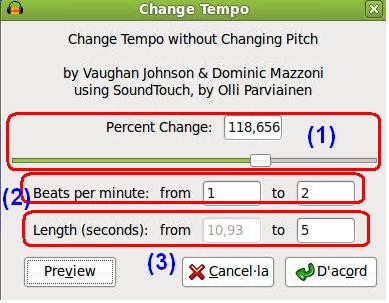 Change Tempo
Change Tempo without Changing Pitch
by Vaughan Johnson & Dominic Mazzoni
using SoundTouch, by Olli Parviainen
Percent Change: 118,656 (1)
(2) Beats per minute: from 1 to 2
Length (seconds): from 10,93 to 5
(3)
Preview Cancel·la D'acord